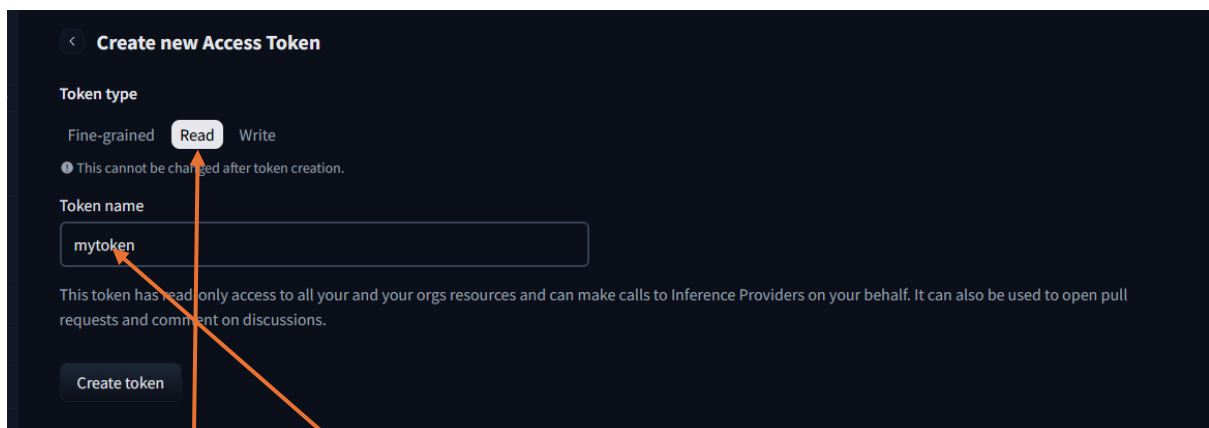 Create new Access Token
Token type
Fine-grained Read Write
This cannot be changed after token creation.
Token name
mytoken
This token has read-only access to all your and your orgs resources and can make calls to Inference Providers on your behalf. It can also be used to open pull
requests and comment on discussions.
Create token